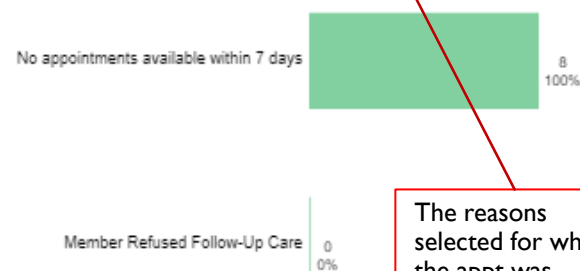 No appointments available within 7 days
8
100%
Member Refused Follow-Up Care
0
0%
The reasons
selected for
the appt was